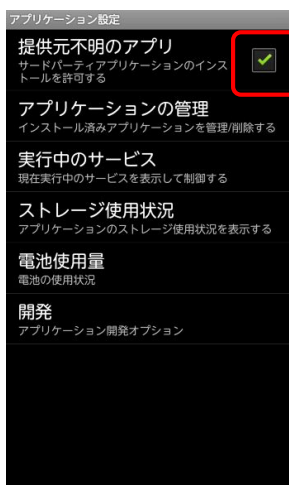 アプリケーション設定
提供元不明のアプリ
サードパーティアプリケーションのインス
トールを許可する
アプリケーションの管理
インストール済みアプリケーションを管理/削除する
実行中のサービス
現在実行中のサービスを表示して制御する
ストレージ使用状況
アプリケーションのストレージ使用状況を表示する
電池使用量
電池の使用状況
開発
アプリケーション開発オプション